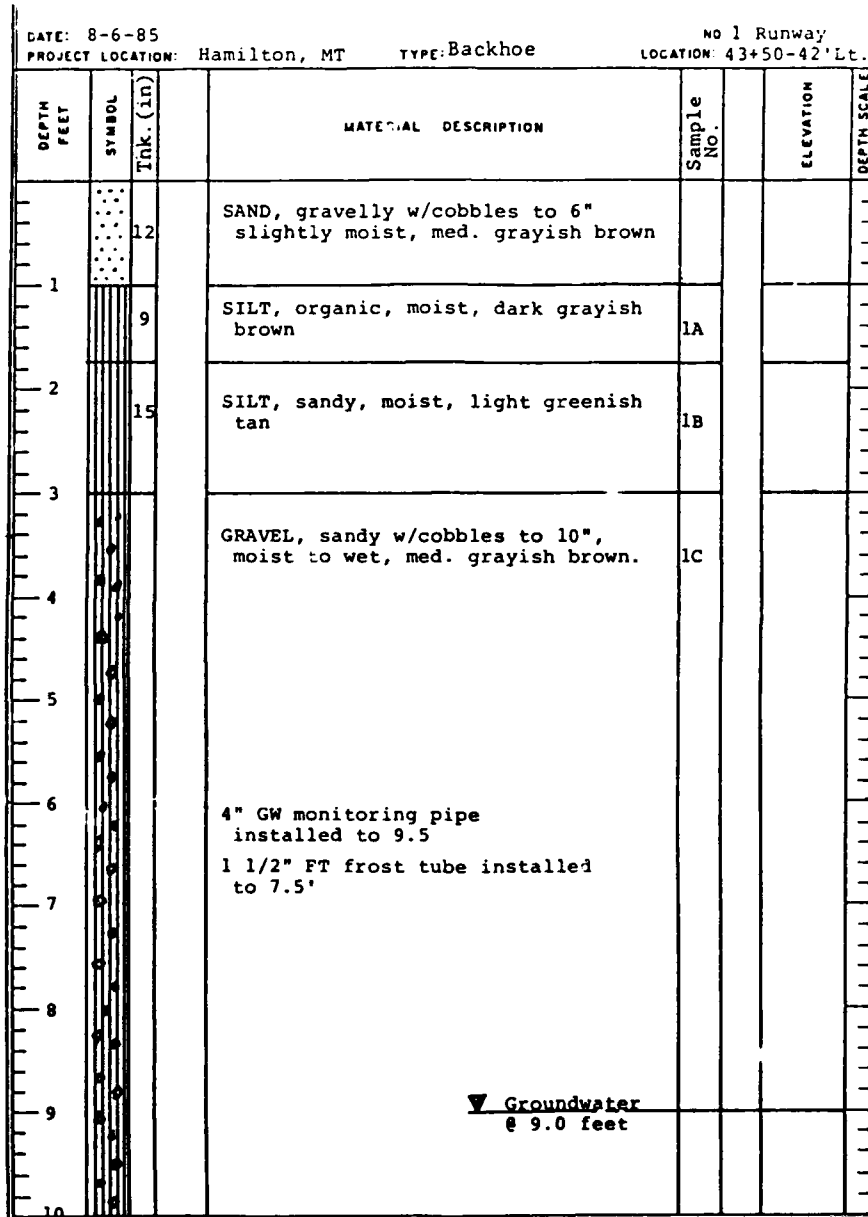 DATE: 8-6-85 NO 1 Runway
PROJECT LOCATION: Hamilton, MT TYPE: Backhoe LOCATION: 43+50-42'Lt.
DEPTH FEET
SYMBOL
Tnk.(in)
MATERIAL DESCRIPTION
Sample No.
ELEVATION
DEPTH SCALE
SAND, gravelly w/cobbles to 6"
12
slightly moist, med. grayish brown
1
SILT, organic, moist, dark grayish
9
brown
1A
2
SILT, sandy, moist, light greenish
15
tan
1B
3
GRAVEL, sandy w/cobbles to 10",
moist to wet, med. grayish brown.
1C
4
5
6
4" GW monitoring pipe
installed to 9.5
1 1/2" FT frost tube installed
to 7.5'
7
8
9
Groundwater
@ 9.0 feet
10